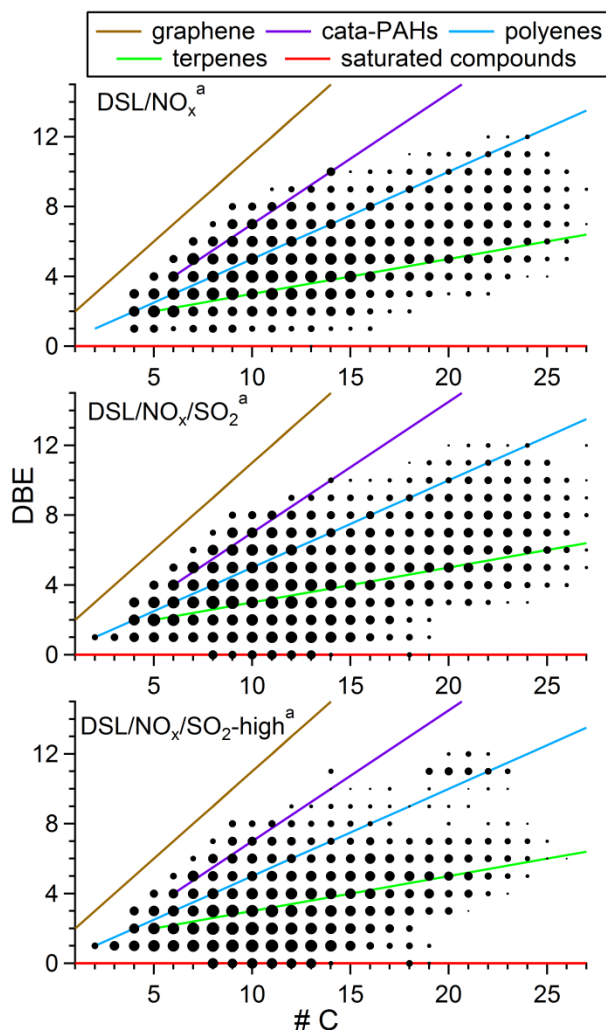 graphene cata-PAHs polyenes
terpenes saturated compounds
DSL/NOxᵃ
12
8
4
0
5 10 15 20 25
DSL/NOx/SO2ᵃ
12
8
4
0
5 10 15 20 25
DBE
DSL/NOx/SO2-highᵃ
12
8
4
0
5 10 15 20 25
# C